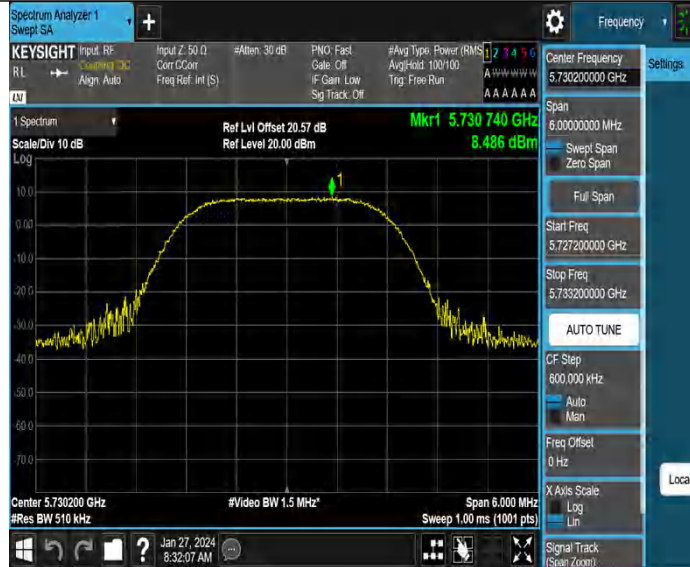 Spectrum Analyzer 1
Swept SA
Frequency
KEYSIGHT
RL
Input: RF
Coupling: DC
Align: Auto
Input Z: 50 Ω
Corr CCorr
Freq Ref: Int (S)
#Atten: 30 dB
PNO: Fast
Gate: Off
IF Gain: Low
Sig Track: Off
#Avg Type: Power (RMS
Avg|Hold: 100/100
Trig: Free Run
1 2 3 4 5 6
A W W W W W
A A A A A A
1 Spectrum
Scale/Div 10 dB
Log
Ref Lvl Offset 20.57 dB
Ref Level 20.00 dBm
Mkr1 5.730 740 GHz
8.486 dBm
1
10.0
0.00
-10.0
-20.0
-30.0
-40.0
-50.0
-60.0
-70.0
Center 5.730200 GHz
#Res BW 510 kHz
#Video BW 1.5 MHz*
Span 6.000 MHz
Sweep 1.00 ms (1001 pts)
Jan 27, 2024
8:32:07 AM
Center Frequency
5.730200000 GHz
Span
6.00000000 MHz
Swept Span
Zero Span
Full Span
Start Freq
5.727200000 GHz
Stop Freq
5.733200000 GHz
AUTO TUNE
CF Step
600.000 kHz
Auto
Man
Freq Offset
0 Hz
X Axis Scale
Log
Lin
Signal Track
(Span Zoom)
Settings
Loca